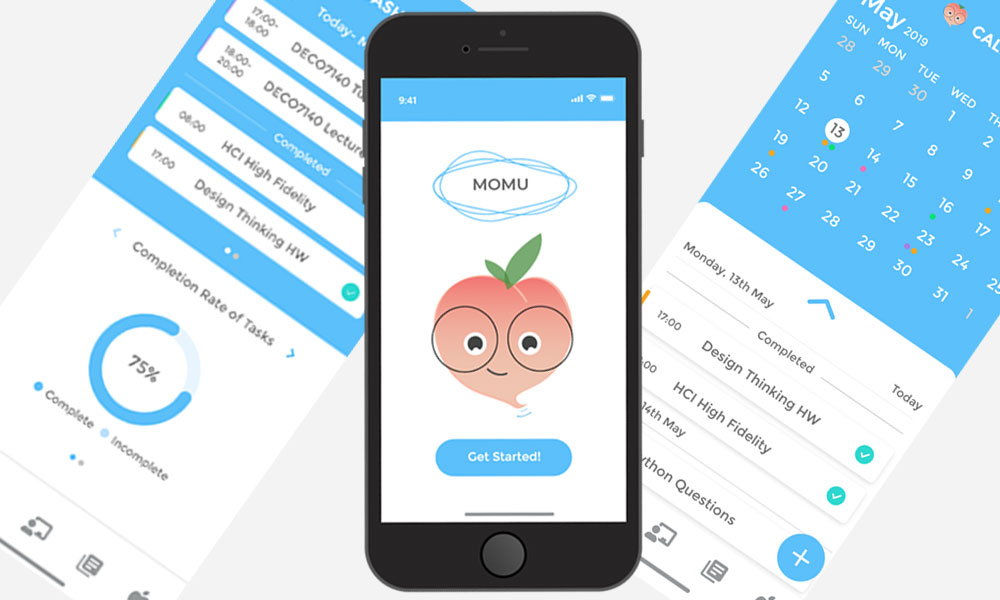 ASH
Today- M
17:00-
18:00
DECO7140 Tu
18:00-
20:00
DECO7140 Lecture
Completed
08:00 HCI High Fidelity
17:00 Design Thinking HW
Completion Rate of Tasks
75%
Complete
Incomplete
9:41
MOMU
Get Started!
May 2019
CAL
SUN MON TUE WED TH
28 29 30 1 2
5 6 7 8 9
12 13 14 15 16 17
19 20 21 22 23 24 25
26 27 28 29 30 31 1
Monday, 13th May
Completed
Today
17:00 Design Thinking HW
:00 HCI High Fidelity
14th May
ython Questions